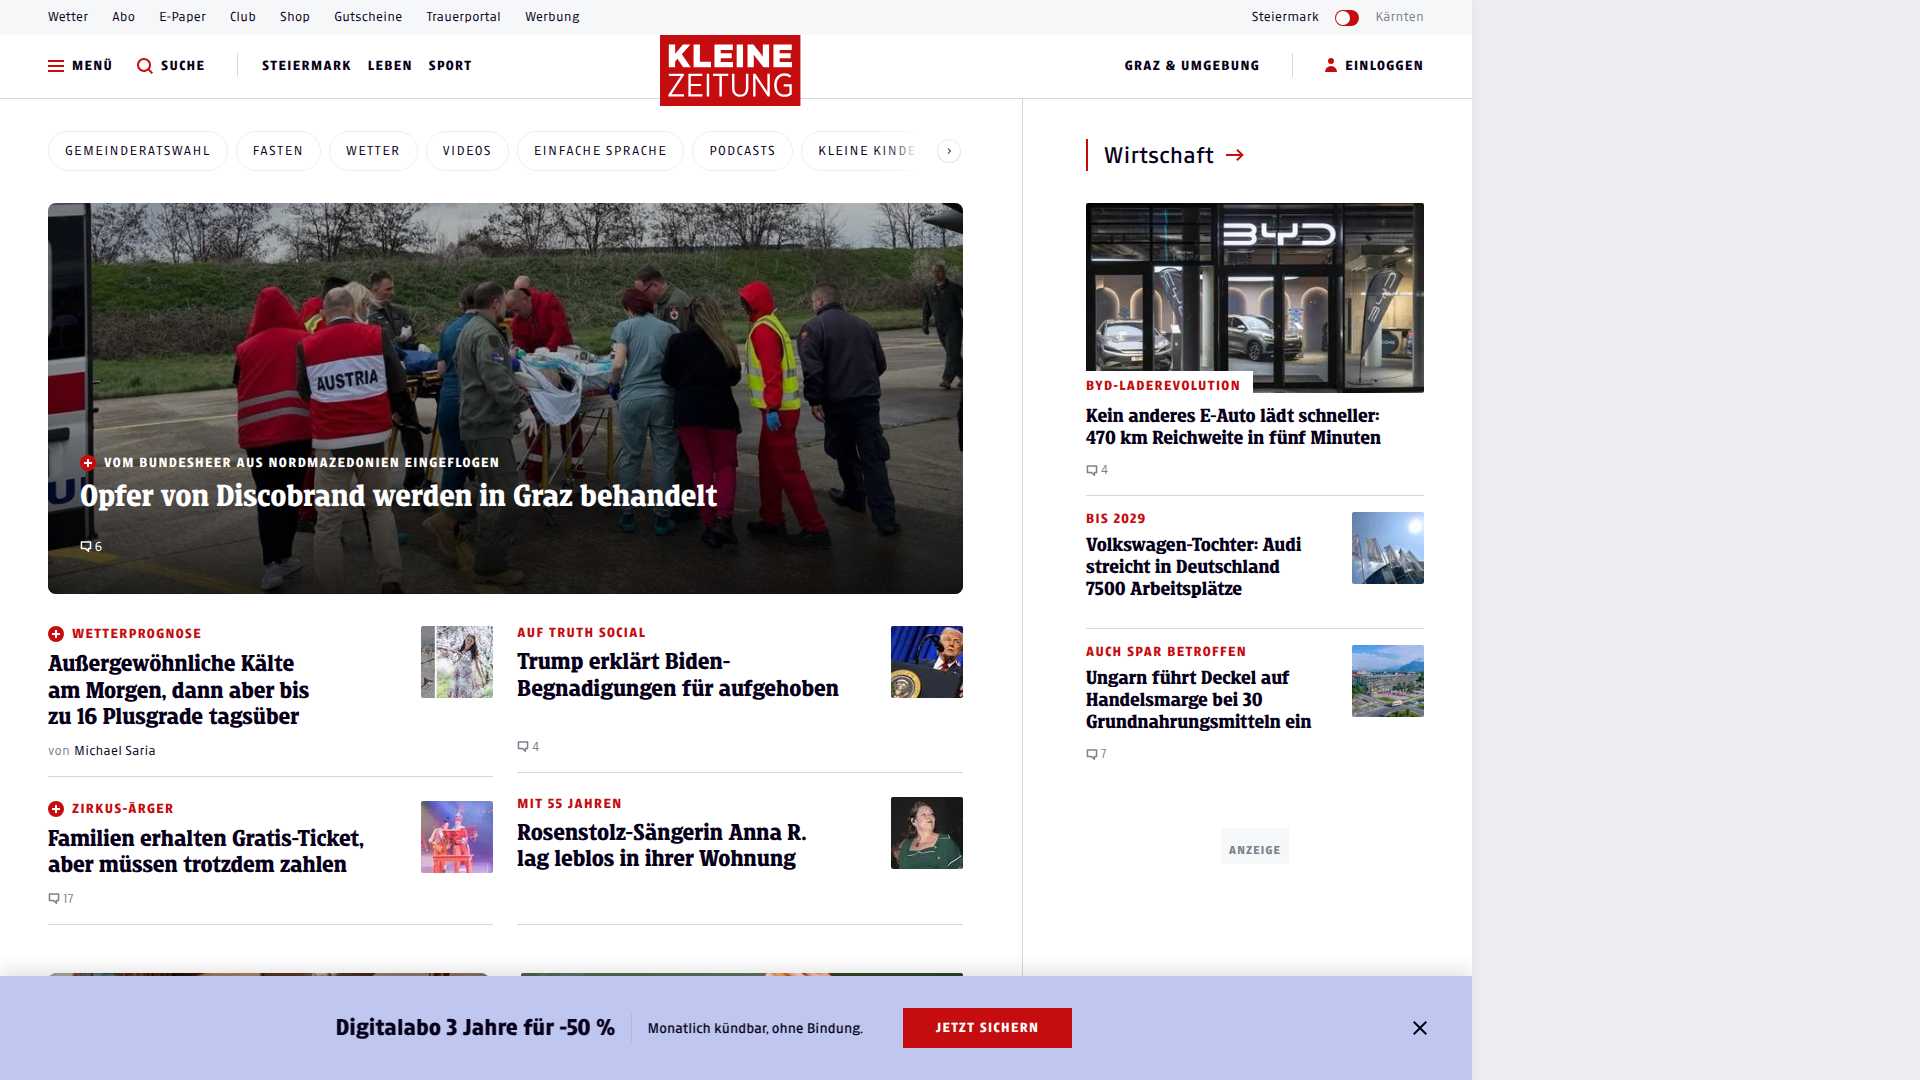 Wetter Abo E-Paper Club Shop Gutscheine Trauerportal Werbung Steiermark Kärnten
MENÜ SUCHE STEIERMARK LEBEN SPORT KLEINE ZEITUNG GRAZ & UMGEBUNG EINLOGGEN
GEMEINDERATSWAHL FASTEN WETTER VIDEOS EINFACHE SPRACHE PODCASTS KLEINE KINDE
AUSTRIA
VOM BUNDESHEER AUS NORDMAZEDONIEN EINGEFLOGEN
Opfer von Discobrand werden in Graz behandelt
6
WETTERPROGNOSE
Außergewöhnliche Kälte
am Morgen, dann aber bis
zu 16 Plusgrade tagsüber
von Michael Saria
AUF TRUTH SOCIAL
Trump erklärt Biden-
Begnadigungen für aufgehoben
4
ZIRKUS-ÄRGER
Familien erhalten Gratis-Ticket,
aber müssen trotzdem zahlen
17
MIT 55 JAHREN
Rosenstolz-Sängerin Anna R.
lag leblos in ihrer Wohnung
Wirtschaft
BYD
BYD-LADEREVOLUTION
Kein anderes E-Auto lädt schneller:
470 km Reichweite in fünf Minuten
4
BIS 2029
Volkswagen-Tochter: Audi
streicht in Deutschland
7500 Arbeitsplätze
AUCH SPAR BETROFFEN
Ungarn führt Deckel auf
Handelsmarge bei 30
Grundnahrungsmitteln ein
7
ANZEIGE
Digitalabo 3 Jahre für -50 % Monatlich kündbar, ohne Bindung. JETZT SICHERN